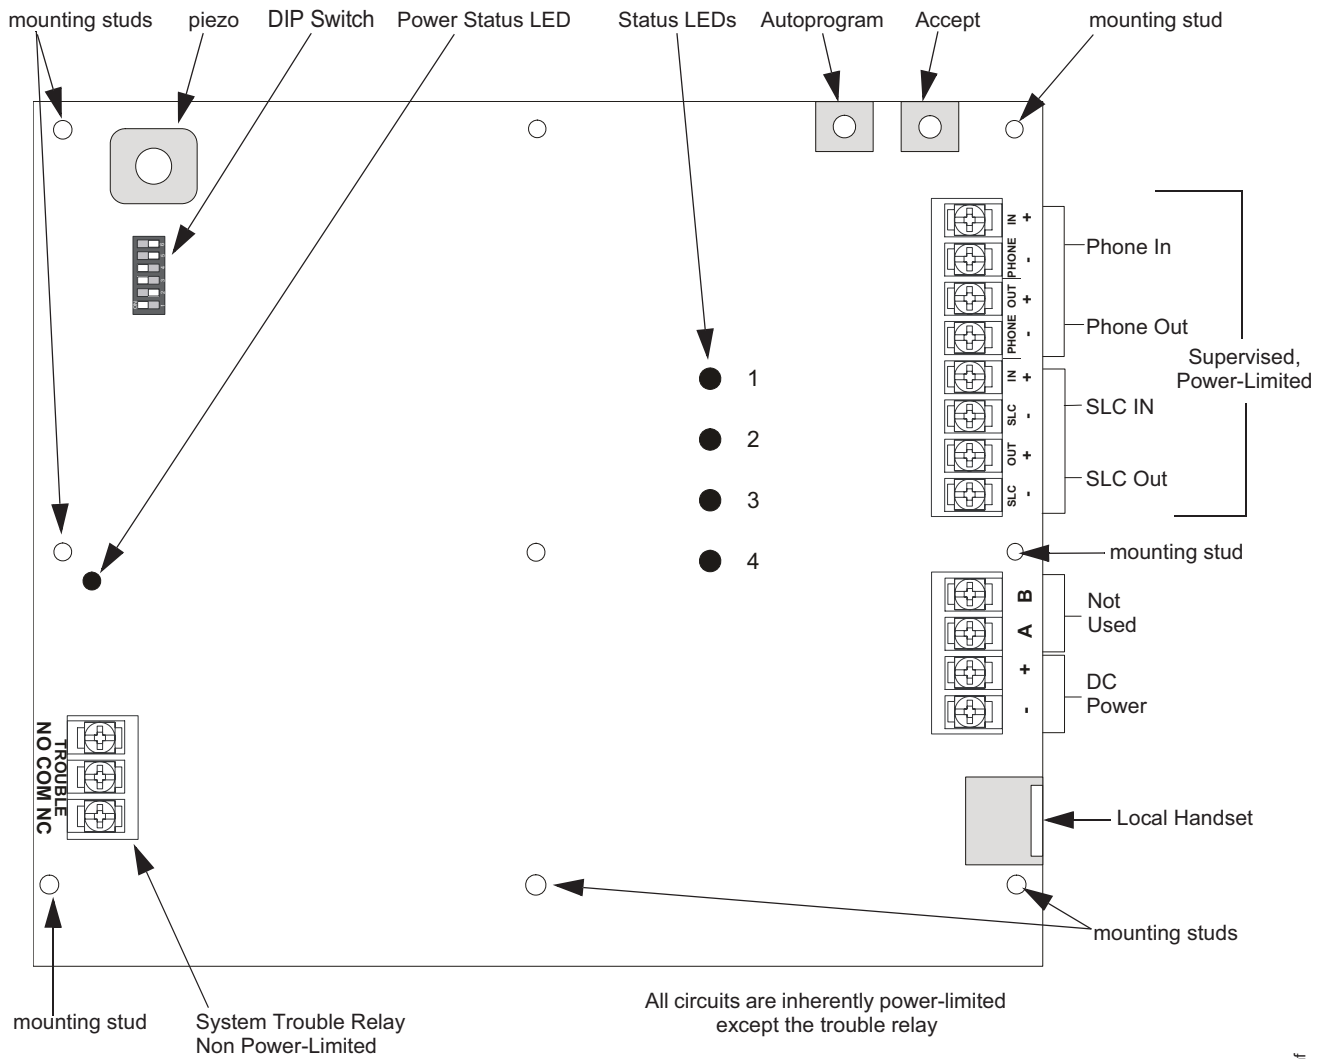 mounting studs
piezo
DIP Switch
Power Status LED
Status LEDs
Autoprogram
Accept
mounting stud
IN +
PHONE -
OUT +
PHONE -
IN +
SLC -
OUT +
SLC -
Phone In
Phone Out
SLC IN
SLC Out
Supervised,
Power-Limited
1
2
3
4
mounting stud
B
A
+
-
Not
Used
DC
Power
TROUBLE
NO COM NC
Local Handset
mounting studs
mounting stud
System Trouble Relay
Non Power-Limited
All circuits are inherently power-limited
except the trouble relay